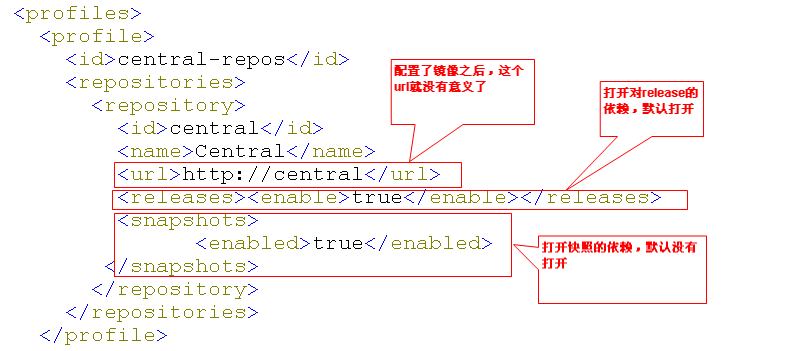 <profiles>
<profile>
<id>central-repos</id>
<repositories>
<repository>
<id>central</id>
<name>Central</name>
<url>http://central</url>
<releases><enable>true</enable></releases>
<snapshots>
<enabled>true</enabled>
</snapshots>
</repository>
</repositories>
</profile>
配置了镜像之后，这个
url就没有意义了
打开对release的
依赖，默认打开
打开快照的依赖，默认没有
打开